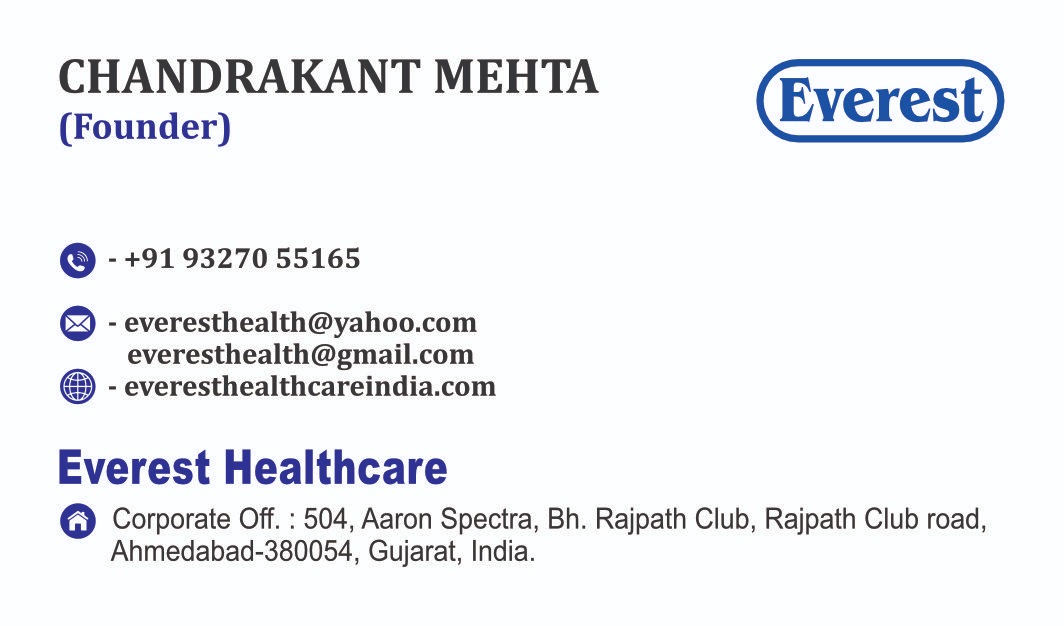 CHANDRAKANT MEHTA
(Founder)
Everest
- +91 93270 55165
- everesthealth@yahoo.com
everesthealth@gmail.com
- everesthealthcareindia.com
Everest Healthcare
Corporate Off. : 504, Aaron Spectra, Bh. Rajpath Club, Rajpath Club road,
Ahmedabad-380054, Gujarat, India.